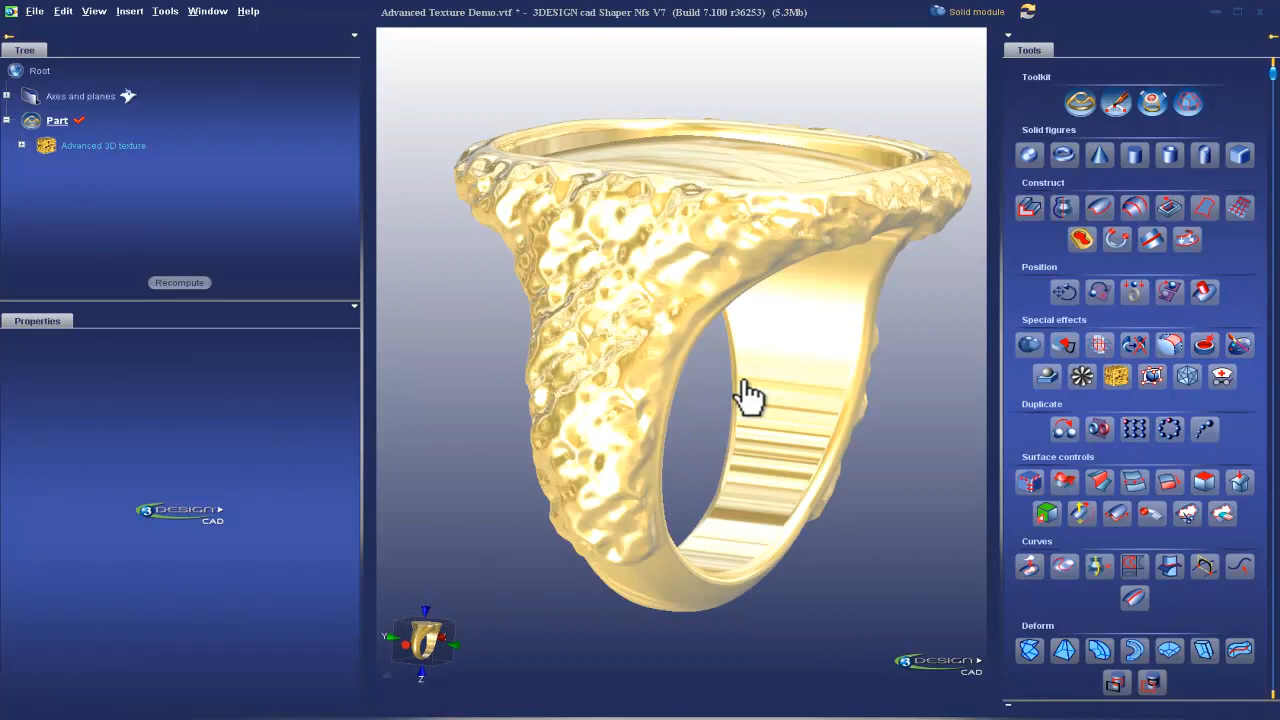 File Edit View Insert Tools Window Help
Advanced Texture Demo.vtf * - 3DESIGN cad Shaper Nfs V7 (Build 7.100 r36253) (5.3Mb)
Solid module
Tree
Root
Axes and planes
Part
Advanced 3D texture
Recompute
Properties
3DESIGN
CAD
Y
Z
3DESIGN
CAD
Tools
Toolkit
Solid figures
Construct
Position
Special effects
Duplicate
Surface controls
Curves
Deform